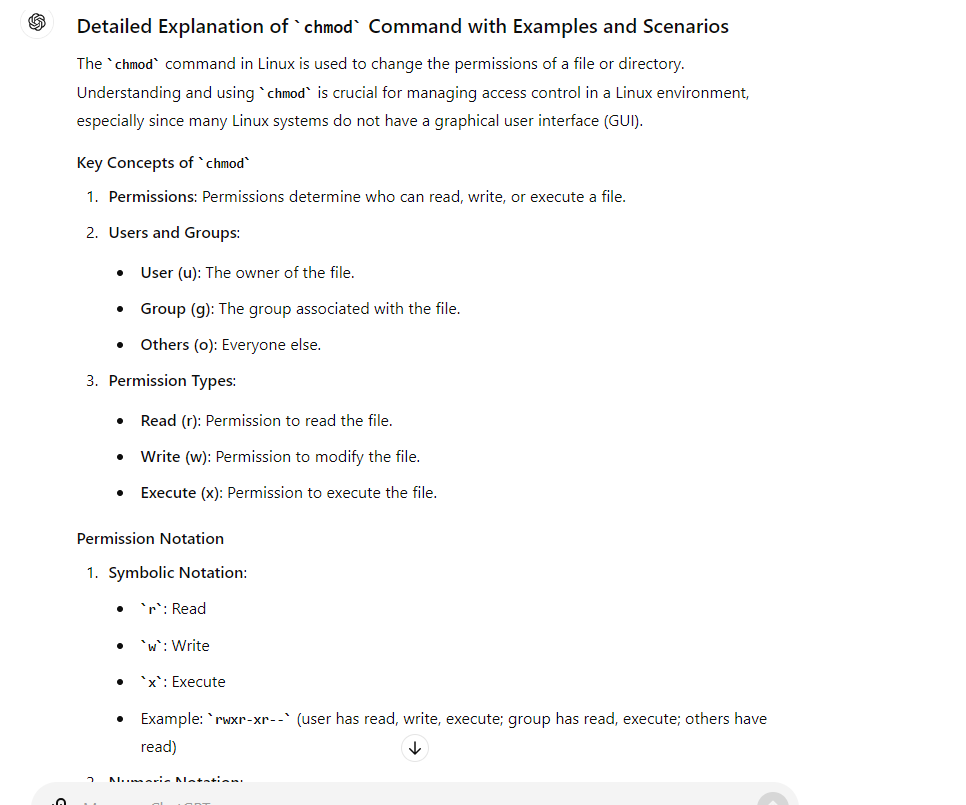 Detailed Explanation of `chmod` Command with Examples and Scenarios
The `chmod` command in Linux is used to change the permissions of a file or directory.
Understanding and using `chmod` is crucial for managing access control in a Linux environment,
especially since many Linux systems do not have a graphical user interface (GUI).
Key Concepts of `chmod`
1. Permissions: Permissions determine who can read, write, or execute a file.
2. Users and Groups:
• User (u): The owner of the file.
• Group (g): The group associated with the file.
• Others (o): Everyone else.
3. Permission Types:
• Read (r): Permission to read the file.
• Write (w): Permission to modify the file.
• Execute (x): Permission to execute the file.
Permission Notation
1. Symbolic Notation:
• `r`: Read
• `w`: Write
• `x`: Execute
• Example: `rwxr-xr--` (user has read, write, execute; group has read, execute; others have
read)
2. Numeric Notation:
Message ChatGPT